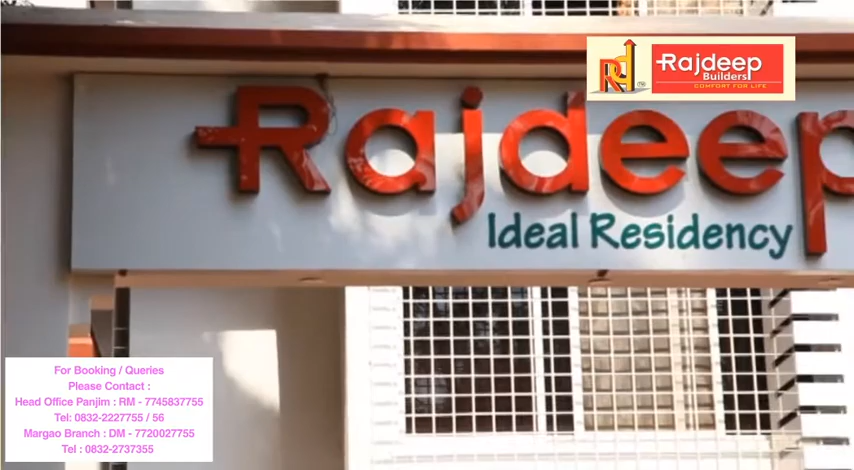 Rajdeep
Builders
COMFORT FOR LIFE
Rajdeep
Ideal Residency
For Booking / Queries
Please Contact :
Head Office Panjim : RM - 7745837755
Tel: 0832-2227755 / 56
Margao Branch : DM - 7720027755
Tel : 0832-2737355